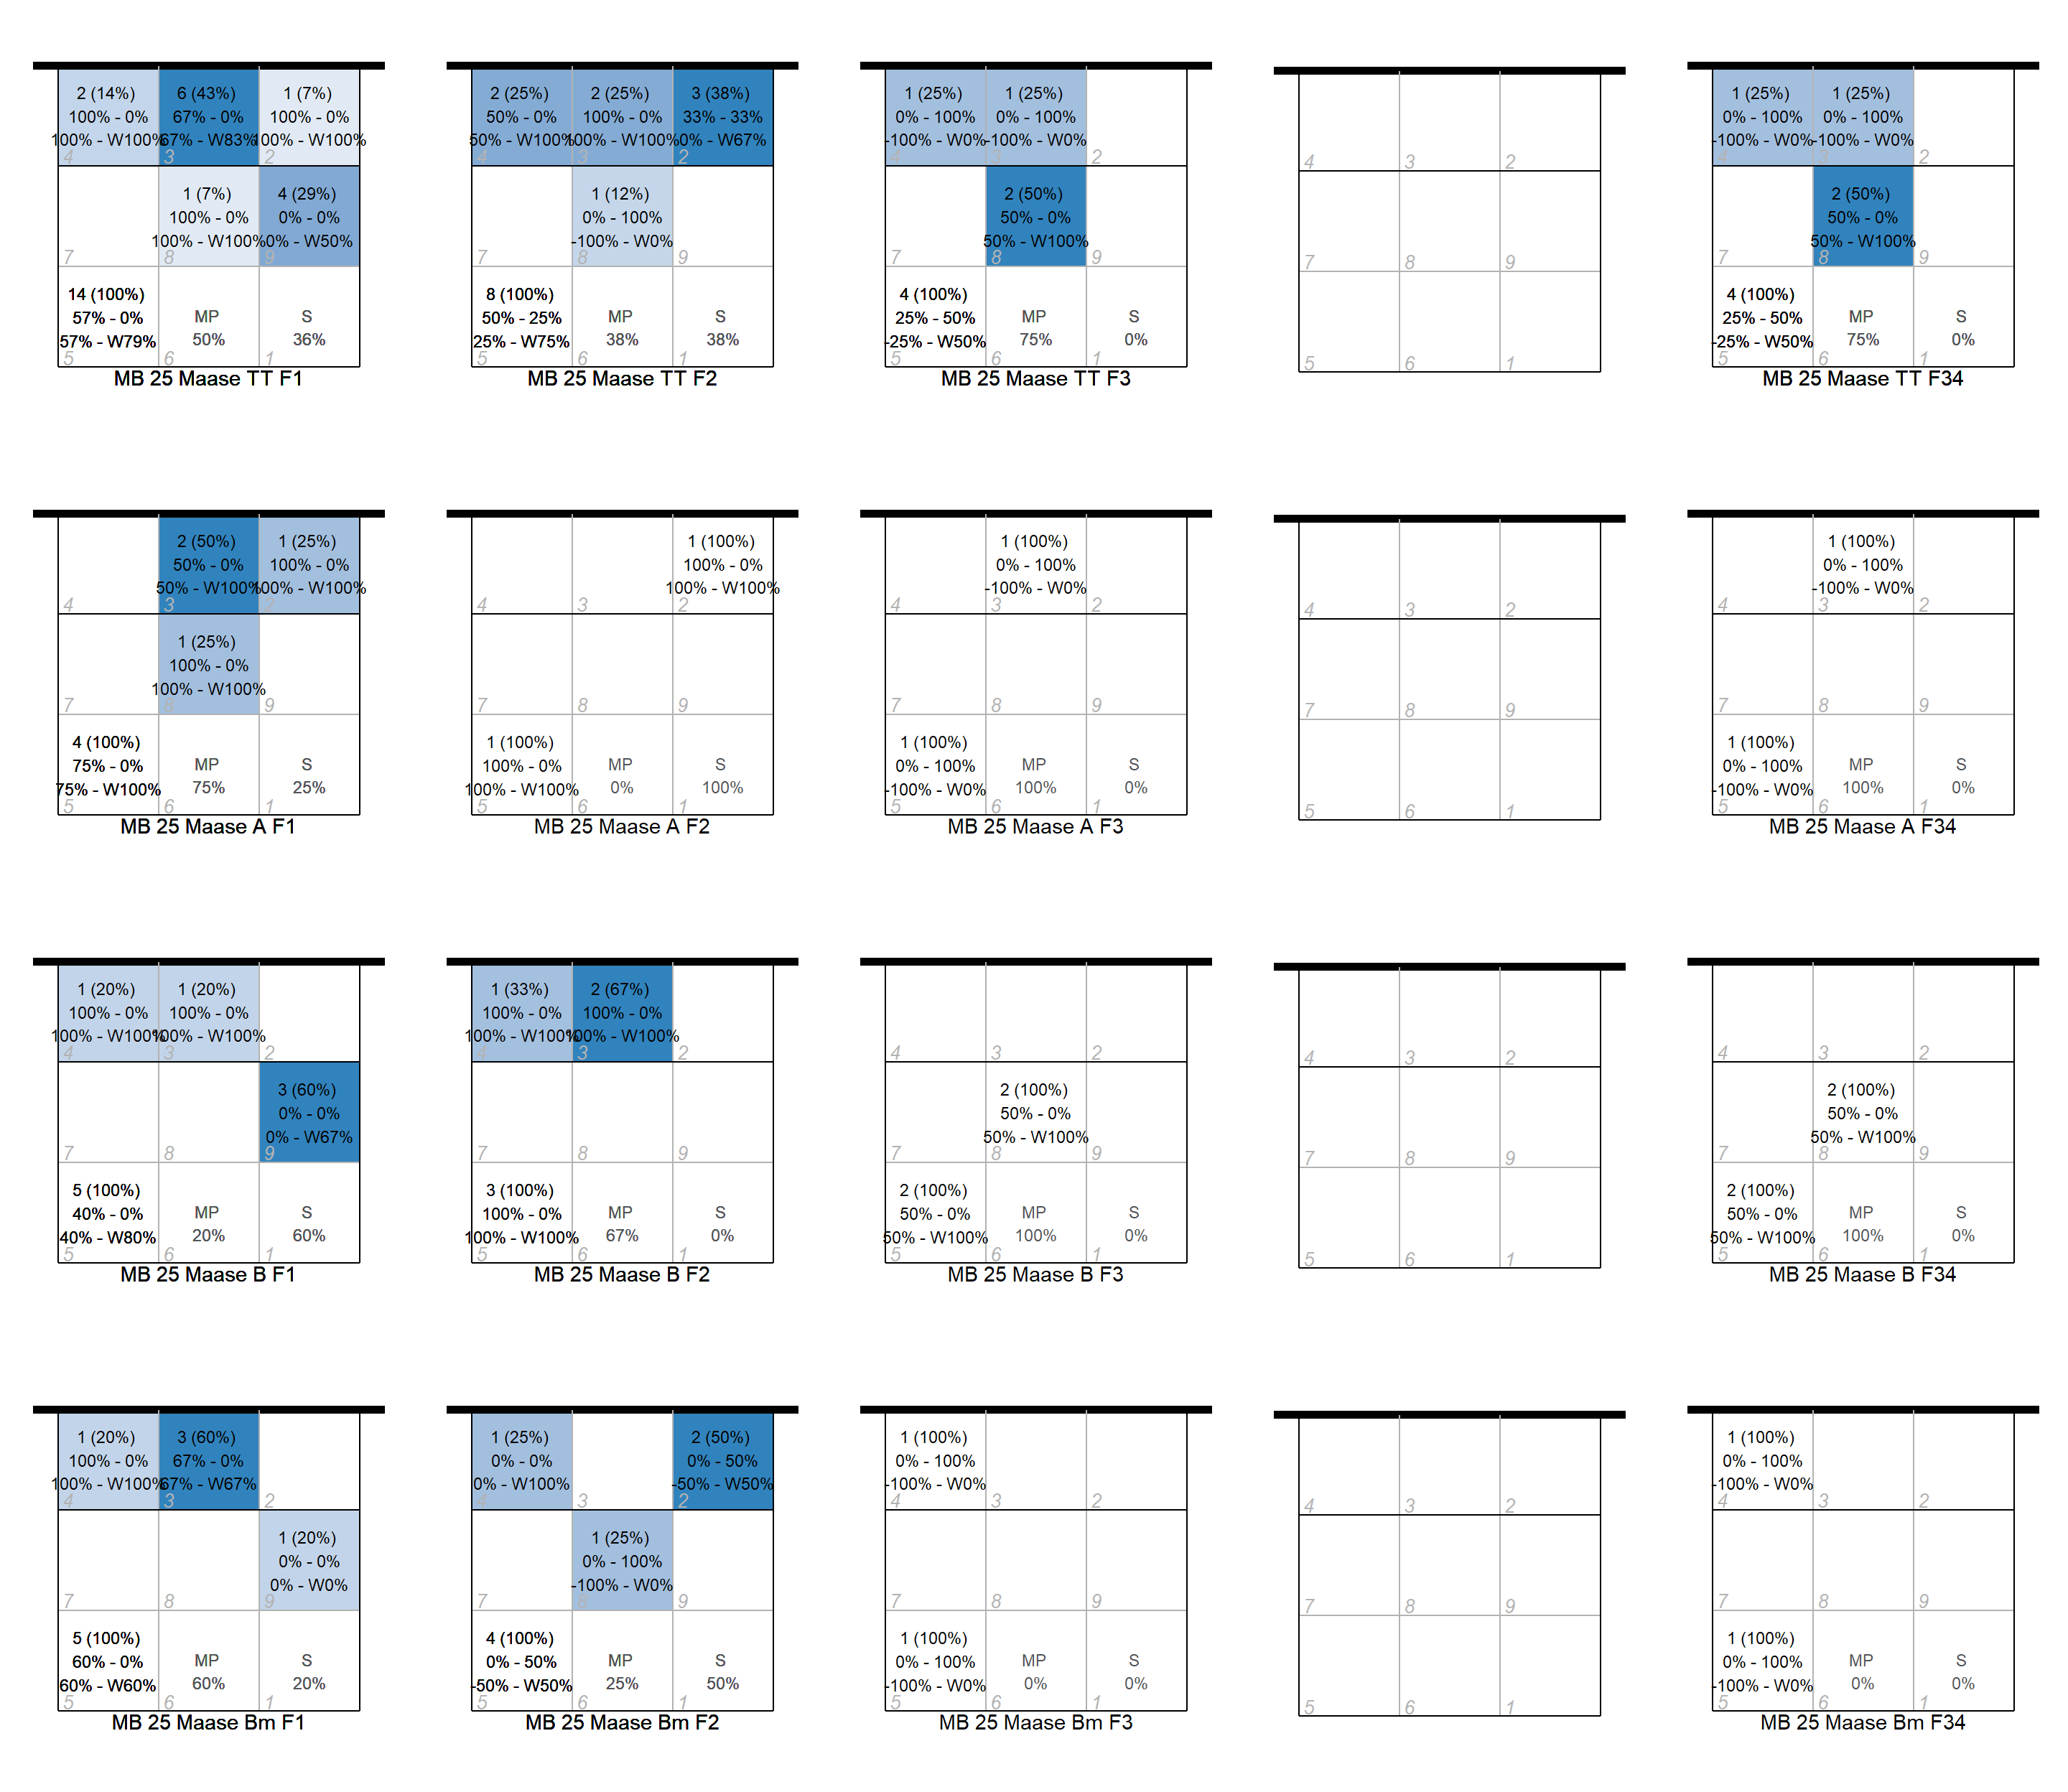 2 (14%)
100% - 0%
100% - W100%
4
6 (43%)
67% - 0%
67% - W83%
3
1 (7%)
100% - 0%
100% - W100%
2
7
1 (7%)
100% - 0%
100% - W100%
8
4 (29%)
0% - 0%
0% - W50%
9
14 (100%)
57% - 0%
57% - W79%
5
MP
50%
6
S
36%
1
MB 25 Maase TT F1
2 (25%)
50% - 0%
50% - W100%
4
2 (25%)
100% - 0%
100% - W100%
3
3 (38%)
33% - 33%
0% - W67%
2
7
1 (12%)
0% - 100%
-100% - W0%
8
9
8 (100%)
50% - 25%
25% - W75%
5
MP
38%
6
S
38%
1
MB 25 Maase TT F2
1 (25%)
0% - 100%
-100% - W0%
4
1 (25%)
0% - 100%
-100% - W0%
3
2
7
2 (50%)
50% - 0%
50% - W100%
8
9
4 (100%)
25% - 50%
-25% - W50%
5
MP
75%
6
S
0%
1
MB 25 Maase TT F3
4
3
2
7
8
9
5
6
1
1 (25%)
0% - 100%
-100% - W0%
4
1 (25%)
0% - 100%
-100% - W0%
3
2
7
2 (50%)
50% - 0%
50% - W100%
8
9
4 (100%)
25% - 50%
-25% - W50%
5
MP
75%
6
S
0%
1
MB 25 Maase TT F34
4
2 (50%)
50% - 0%
50% - W100%
3
1 (25%)
100% - 0%
100% - W100%
2
7
1 (25%)
100% - 0%
100% - W100%
8
9
4 (100%)
75% - 0%
75% - W100%
5
MP
75%
6
S
25%
1
MB 25 Maase A F1
4
3
1 (100%)
100% - 0%
100% - W100%
2
7
8
9
1 (100%)
100% - 0%
100% - W100%
5
MP
0%
6
S
100%
1
MB 25 Maase A F2
4
1 (100%)
0% - 100%
-100% - W0%
3
2
7
8
9
1 (100%)
0% - 100%
-100% - W0%
5
MP
100%
6
S
0%
1
MB 25 Maase A F3
4
3
2
7
8
9
5
6
1
4
1 (100%)
0% - 100%
-100% - W0%
3
2
7
8
9
1 (100%)
0% - 100%
-100% - W0%
5
MP
100%
6
S
0%
1
MB 25 Maase A F34
1 (20%)
100% - 0%
100% - W100%
4
1 (20%)
100% - 0%
100% - W100%
3
2
7
8
3 (60%)
0% - 0%
0% - W67%
9
5 (100%)
40% - 0%
40% - W80%
5
MP
20%
6
S
60%
1
MB 25 Maase B F1
1 (33%)
100% - 0%
100% - W100%
4
2 (67%)
100% - 0%
100% - W100%
3
2
7
8
9
3 (100%)
100% - 0%
100% - W100%
5
MP
67%
6
S
0%
1
MB 25 Maase B F2
4
3
2
7
2 (100%)
50% - 0%
50% - W100%
8
9
2 (100%)
50% - 0%
50% - W100%
5
MP
100%
6
S
0%
1
MB 25 Maase B F3
4
3
2
7
8
9
5
6
1
4
3
2
7
2 (100%)
50% - 0%
50% - W100%
8
9
2 (100%)
50% - 0%
50% - W100%
5
MP
100%
6
S
0%
1
MB 25 Maase B F34
1 (20%)
100% - 0%
100% - W100%
4
3 (60%)
67% - 0%
67% - W67%
3
2
7
8
1 (20%)
0% - 0%
0% - W0%
9
5 (100%)
60% - 0%
60% - W60%
5
MP
60%
6
S
20%
1
MB 25 Maase Bm F1
1 (25%)
0% - 0%
0% - W100%
4
3
2 (50%)
0% - 50%
-50% - W50%
2
7
1 (25%)
0% - 100%
-100% - W0%
8
9
4 (100%)
0% - 50%
-50% - W50%
5
MP
25%
6
S
50%
1
MB 25 Maase Bm F2
1 (100%)
0% - 100%
-100% - W0%
4
3
2
7
8
9
1 (100%)
0% - 100%
-100% - W0%
5
MP
0%
6
S
0%
1
MB 25 Maase Bm F3
4
3
2
7
8
9
5
6
1
1 (100%)
0% - 100%
-100% - W0%
4
3
2
7
8
9
1 (100%)
0% - 100%
-100% - W0%
5
MP
0%
6
S
0%
1
MB 25 Maase Bm F34